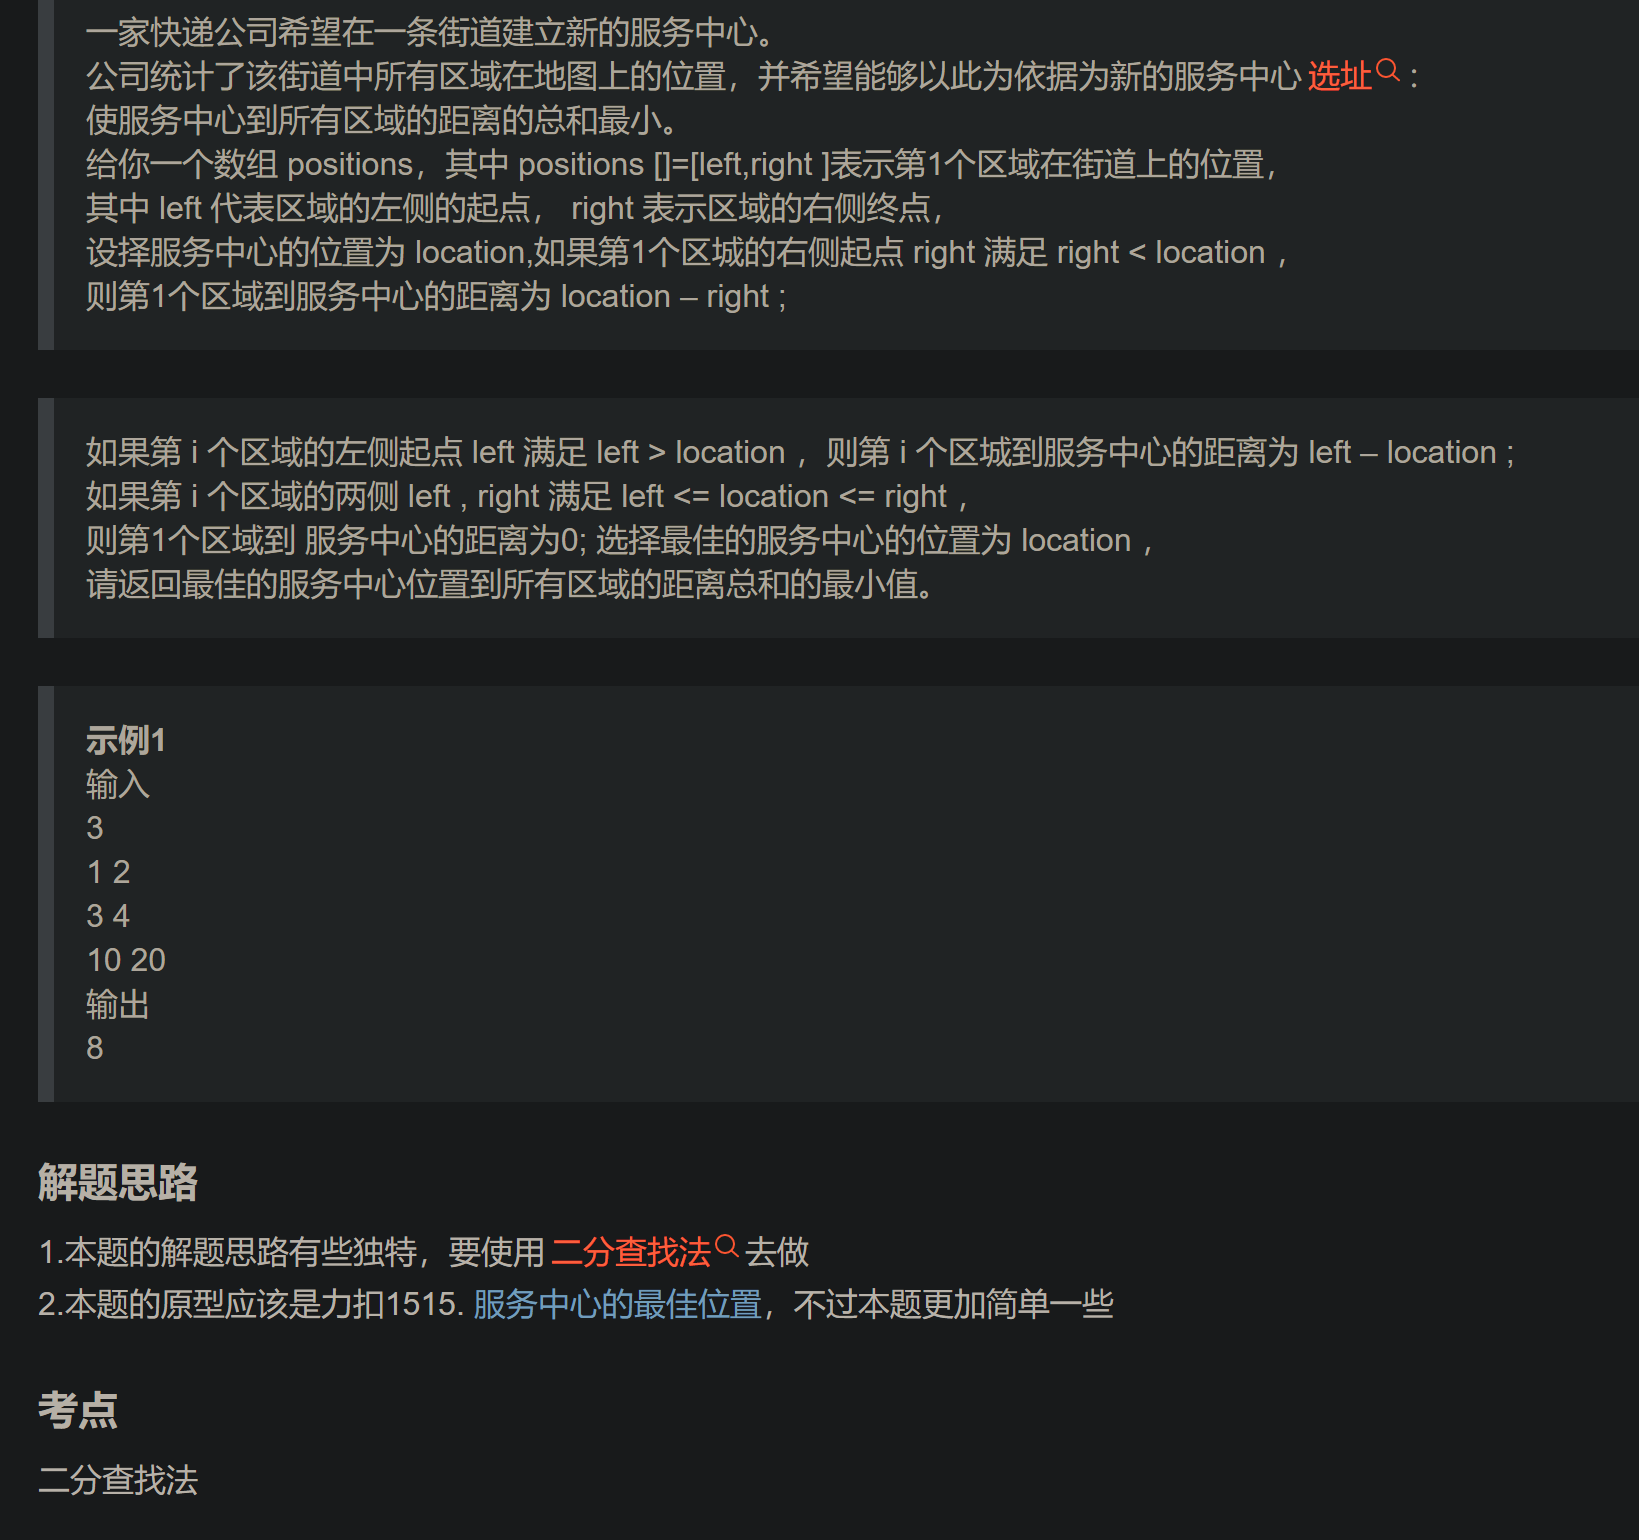 一家快递公司希望在一条街道建立新的服务中心。
公司统计了该街道中所有区域在地图上的位置，并希望能够以此为依据为新的服务中心 选址 ：
使服务中心到所有区域的距离的总和最小。
给你一个数组 positions，其中 positions []=[left,right ]表示第1个区域在街道上的位置，
其中 left 代表区域的左侧的起点， right 表示区域的右侧终点，
设择服务中心的位置为 location,如果第1个区城的右侧起点 right 满足 right < location ，
则第1个区域到服务中心的距离为 location – right ;
如果第 i 个区域的左侧起点 left 满足 left > location ，则第 i 个区城到服务中心的距离为 left – location ;
如果第 i 个区域的两侧 left , right 满足 left <= location <= right ，
则第1个区域到 服务中心的距离为0; 选择最佳的服务中心的位置为 location ，
请返回最佳的服务中心位置到所有区域的距离总和的最小值。
示例1
输入
3
1 2
3 4
10 20
输出
8
解题思路
1.本题的解题思路有些独特，要使用 二分查找法 去做
2.本题的原型应该是力扣1515. 服务中心的最佳位置，不过本题更加简单一些
考点
二分查找法